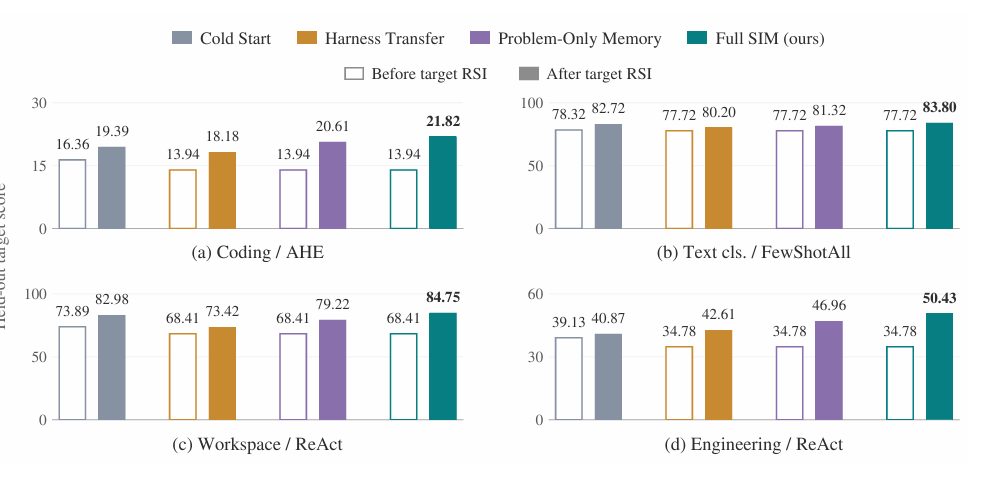 Cold Start Harness Transfer Problem-Only Memory Full SIM (ours)
Before target RSI After target RSI
Held-out target score
30
15
0
16.36 19.39 13.94 18.18 13.94 20.61 13.94 21.82
(a) Coding / AHE
100
50
0
78.32 82.72 77.72 80.20 77.72 81.32 77.72 83.80
(b) Text cls. / FewShotAll
100
50
0
73.89 82.98 68.41 73.42 68.41 79.22 68.41 84.75
(c) Workspace / ReAct
60
30
0
39.13 40.87 34.78 42.61 34.78 46.96 34.78 50.43
(d) Engineering / ReAct